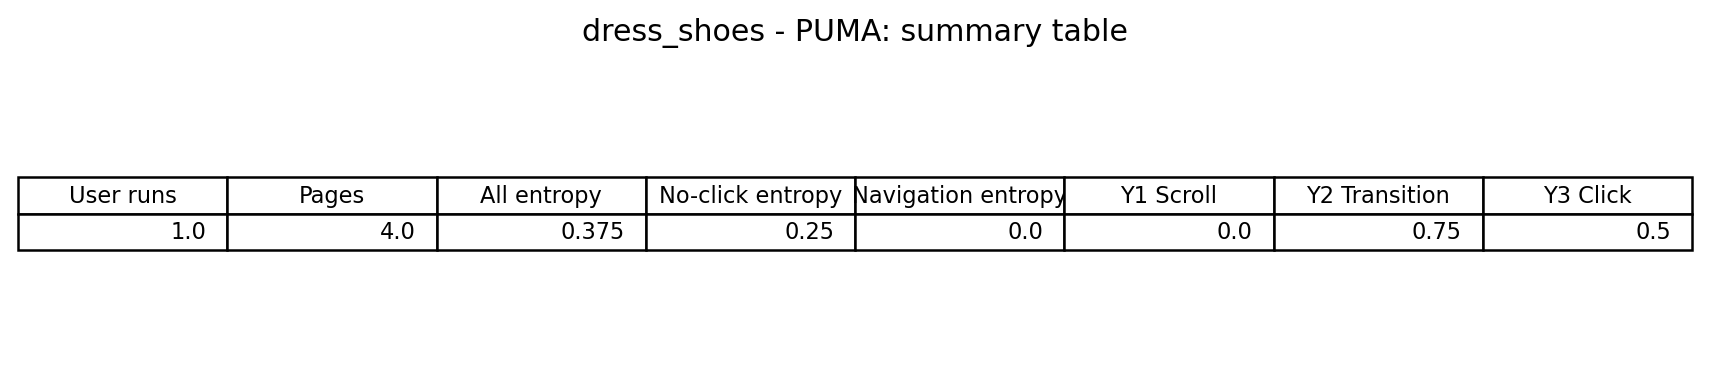 dress_shoes - PUMA: summary table
User runs Pages All entropy No-click entropy Navigation entropy Y1 Scroll Y2 Transition Y3 Click
1.0 4.0 0.375 0.25 0.0 0.0 0.75 0.5